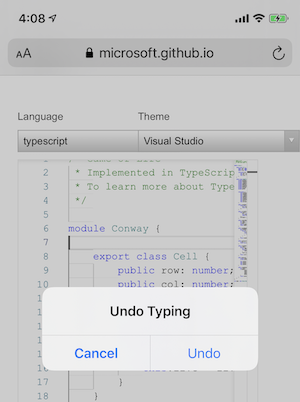 4:08
AA microsoft.github.io
Language Theme
typescript Visual Studio
1
2 * Implemented in TypeScrip
3 * To learn more about Type
4 */
5
6 module Conway {
7
8 export class Cell {
9 public row: number;
10 public col: number;
Undo Typing
Cancel Undo
17 }
18 }